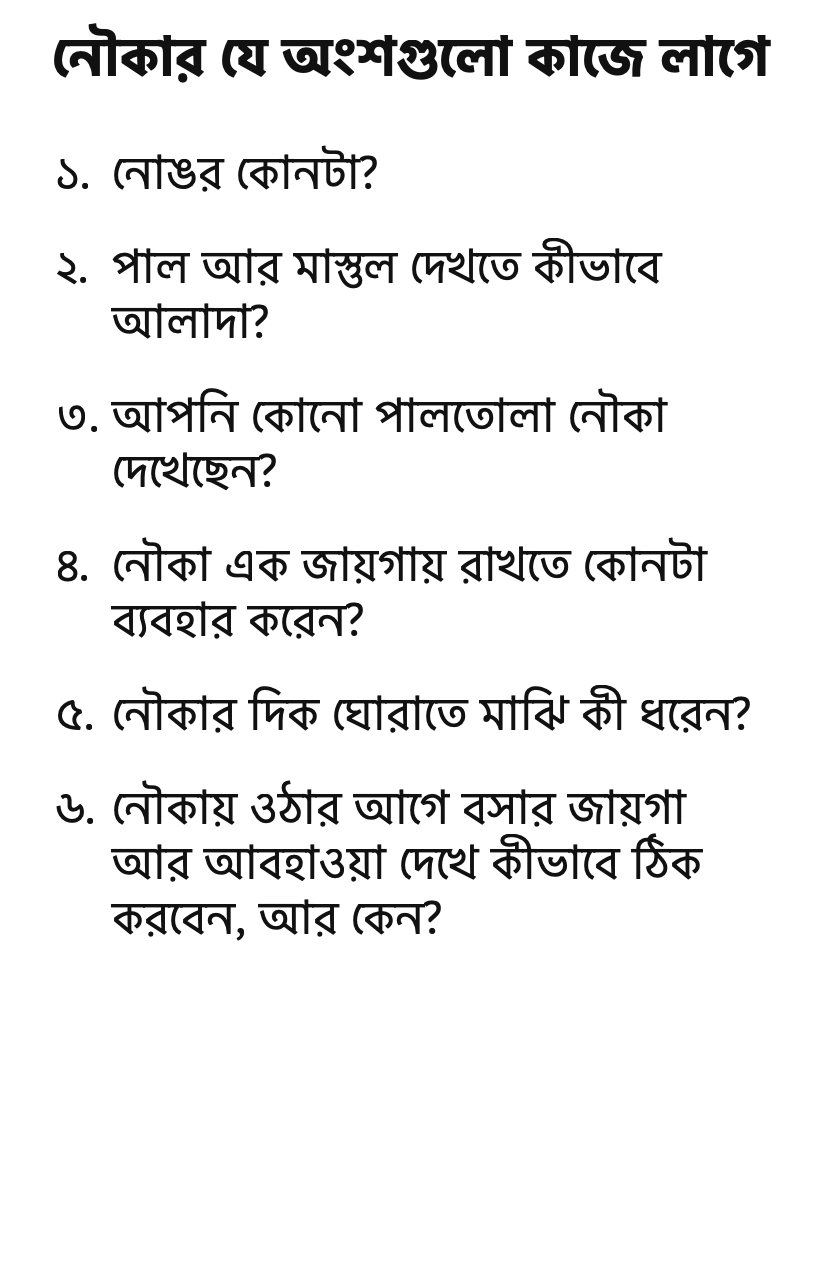 নৌকার যে অংশগুলো কাজে লাগে
১. নোঙর কোনটা?
২. পাল আর মাস্তুল দেখতে কীভাবে
আলাদা?
৩. আপনি কোনো পালতোলা নৌকা
দেখেছেন?
৪. নৌকা এক জায়গায় রাখতে কোনটা
ব্যবহার করেন?
৫. নৌকার দিক ঘোরাতে মাঝি কী ধরেন?
৬. নৌকায় ওঠার আগে বসার জায়গা
আর আবহাওয়া দেখে কীভাবে ঠিক
করবেন, আর কেন?